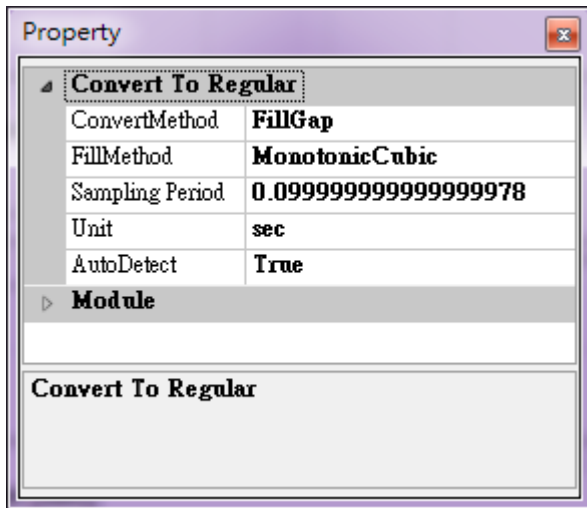 Property
Convert To Regular
ConvertMethod FillGap
FillMethod MonotonicCubic
Sampling Period 0.0999999999999999978
Unit sec
AutoDetect True
Module
Convert To Regular